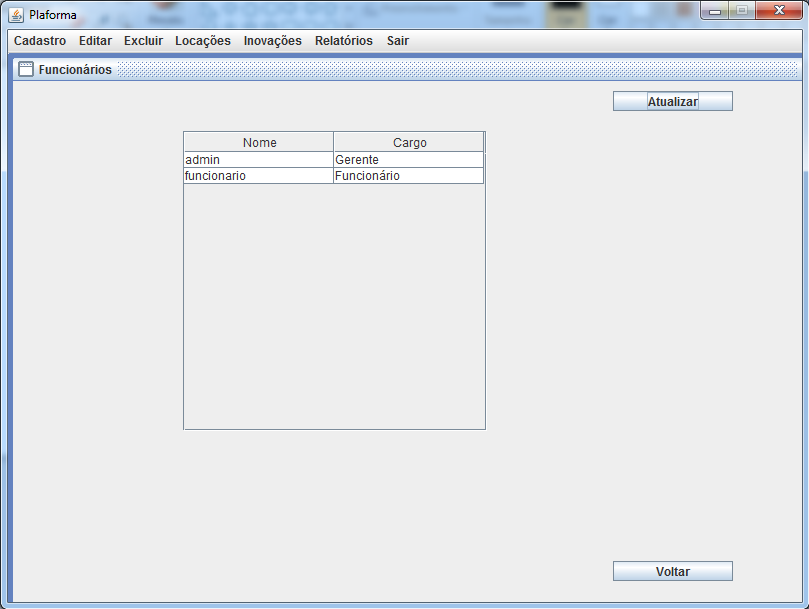 Plaforma
Cadastro Editar Excluir Locações Inovações Relatórios Sair
Funcionários
Atualizar
Nome Cargo
admin Gerente
funcionario Funcionário
Voltar